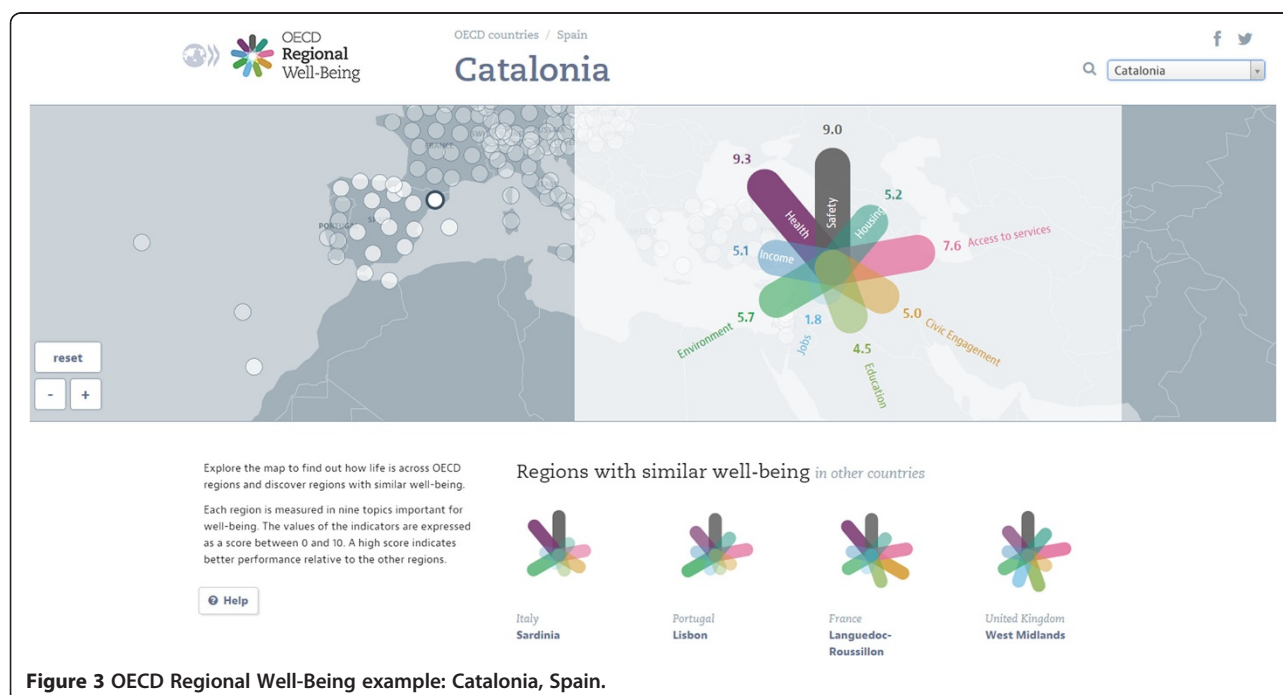 OECD
Regional
Well-Being
OECD countries / Spain
Catalonia
Catalonia
FRANCE
PORTUGAL
9.0
9.3
5.2
Health
Safety
Housing
7.6 Access to services
5.1 Income
5.7
1.8
5.0
Environment
Jobs
4.5
Civic Engagement
Education
reset
- +
Explore the map to find out how life is across OECD
regions and discover regions with similar well-being.
Each region is measured in nine topics important for
well-being. The values of the indicators are expressed
as a score between 0 and 10. A high score indicates
better performance relative to the other regions.
Help
Regions with similar well-being in other countries
Italy
Sardinia
Portugal
Lisbon
France
Languedoc-
Roussillon
United Kingdom
West Midlands
Figure 3 OECD Regional Well-Being example: Catalonia, Spain.